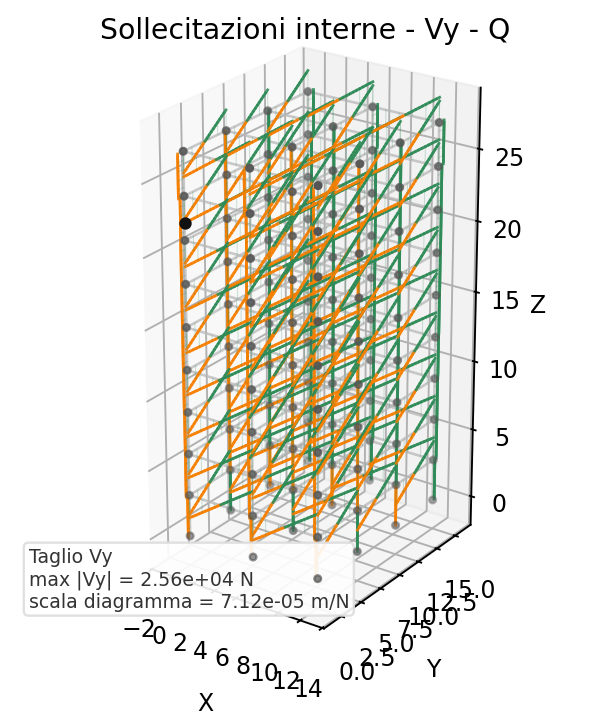 Sollecitazioni interne - Vy - Q
25
20
15 Z
10
5
0
Taglio Vy
max |Vy| = 2.56e+04 N
scala diagramma = 7.12e-05 m/N
−2 0 2 4 6 8 10 12 14
X
0.0 2.5 5.0 7.5 10.0 12.5 15.0
Y